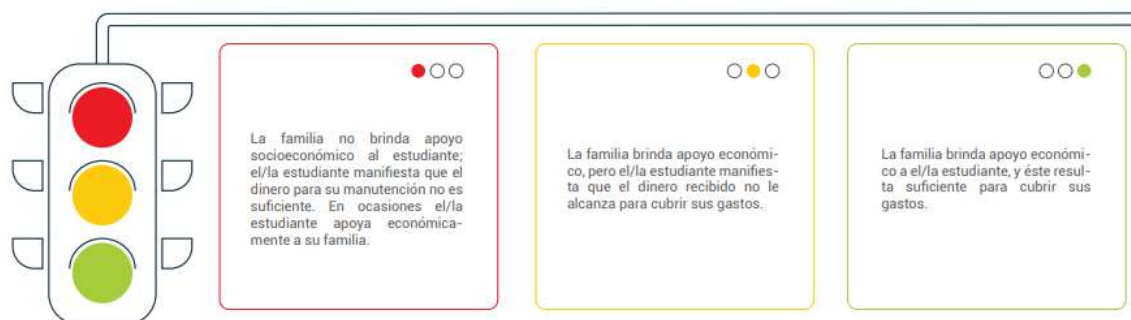 La familia no brinda apoyo
socioeconómico al estudiante;
el/la estudiante manifiesta que el
dinero para su manutención no es
suficiente. En ocasiones el/la
estudiante apoya económica-
mente a su familia.
La familia brinda apoyo económi-
co, pero el/la estudiante manifies-
ta que el dinero recibido no le
alcanza para cubrir sus gastos.
La familia brinda apoyo económi-
co a el/la estudiante, y éste resul-
ta suficiente para cubrir sus
gastos.